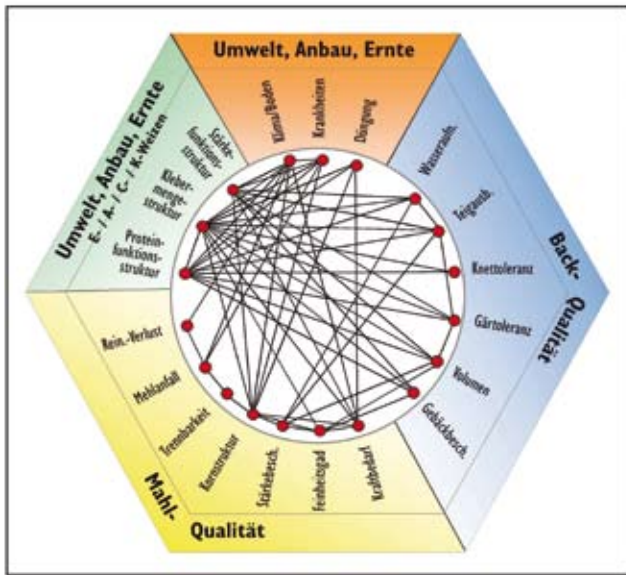 Umwelt, Anbau, Ernte
Klima/Boden
Krankheiten
Düngung
Back-
Qualität
Wasseraufn.
Teigausb.
Knettoleranz
Gärtoleranz
Volumen
Gebäckbesch.
Mahl-
Qualität
Rein.-Verlust
Mehlanfall
Trennbarkeit
Kornstruktur
Stärkebesch.
Feinheitsgad
Kraftbedarf
Umwelt, Anbau, Ernte
E- / A- / C- / K-Weizen
Stärke-
funktions-
struktur
Kleber-
menge-
struktur
Protein-
funktions-
struktur